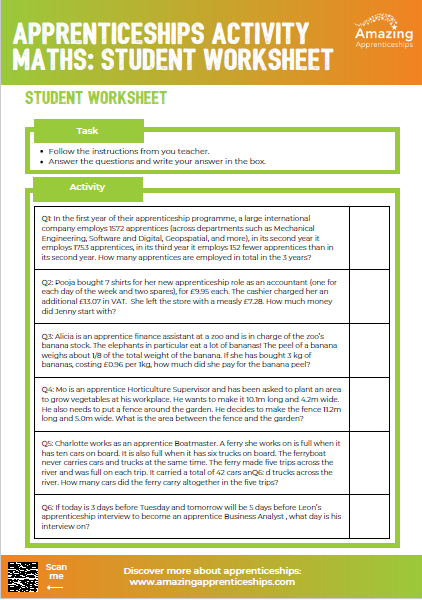 APPRENTICESHIPS ACTIVITY
MATHS: STUDENT WORKSHEET
Amazing
Apprenticeships
STUDENT WORKSHEET
Task
• Follow the instructions from you teacher.
• Answer the questions and write your answer in the box.
Activity
Q1: In the first year of their apprenticeship programme, a large international
company employs 1572 apprentices (across departments such as Mechanical
Engineering, Software and Digital, Geopspatial, and more), in its second year it
employs 1753 apprentices, in its third year it employs 152 fewer apprentices than in
its second year. How many apprentices are employed in total in the 3 years?
Q2: Pooja bought 7 shirts for her new apprenticeship role as an accountant (one for
each day of the week and two spares), for £9.95 each. The cashier charged her an
additional £13.07 in VAT.  She left the store with a measly £7.28. How much money
did Jenny start with?
Q3: Alicia is an apprentice finance assistant at a zoo and is in charge of the zoo's
banana stock. The elephants in particular eat a lot of bananas! The peel of a banana
weighs about 1/8 of the total weight of the banana. If she has bought 3 kg of
bananas, costing £0.96 per 1kg, how much did she pay for the banana peel?
Q4: Mo is an apprentice Horticulture Supervisor and has been asked to plant an area
to grow vegetables at his workplace. He wants to make it 10.1m long and 4.2m wide.
He also needs to put a fence around the garden. He decides to make the fence 11.2m
long and 5.0m wide. What is the area between the fence and the garden?
Q5: Charlotte works as an apprentice Boatmaster. A ferry she works on is full when it
has ten cars on board. It is also full when it has six trucks on board. The ferryboat
never carries cars and trucks at the same time. The ferry made five trips across the
river and was full on each trip. It carried a total of 42 canQ6: d trucks across the
river. How many cars did the ferry carry altogether in the five trips?
Q6: If today is 3 days before Tuesday and tomorrow will be 5 days before Leon's
apprenticeship interview to become an apprentice Business Analyst , what day is his
interview on?
Scan
me
Discover more about apprenticeships:
www.amazingapprenticeships.com